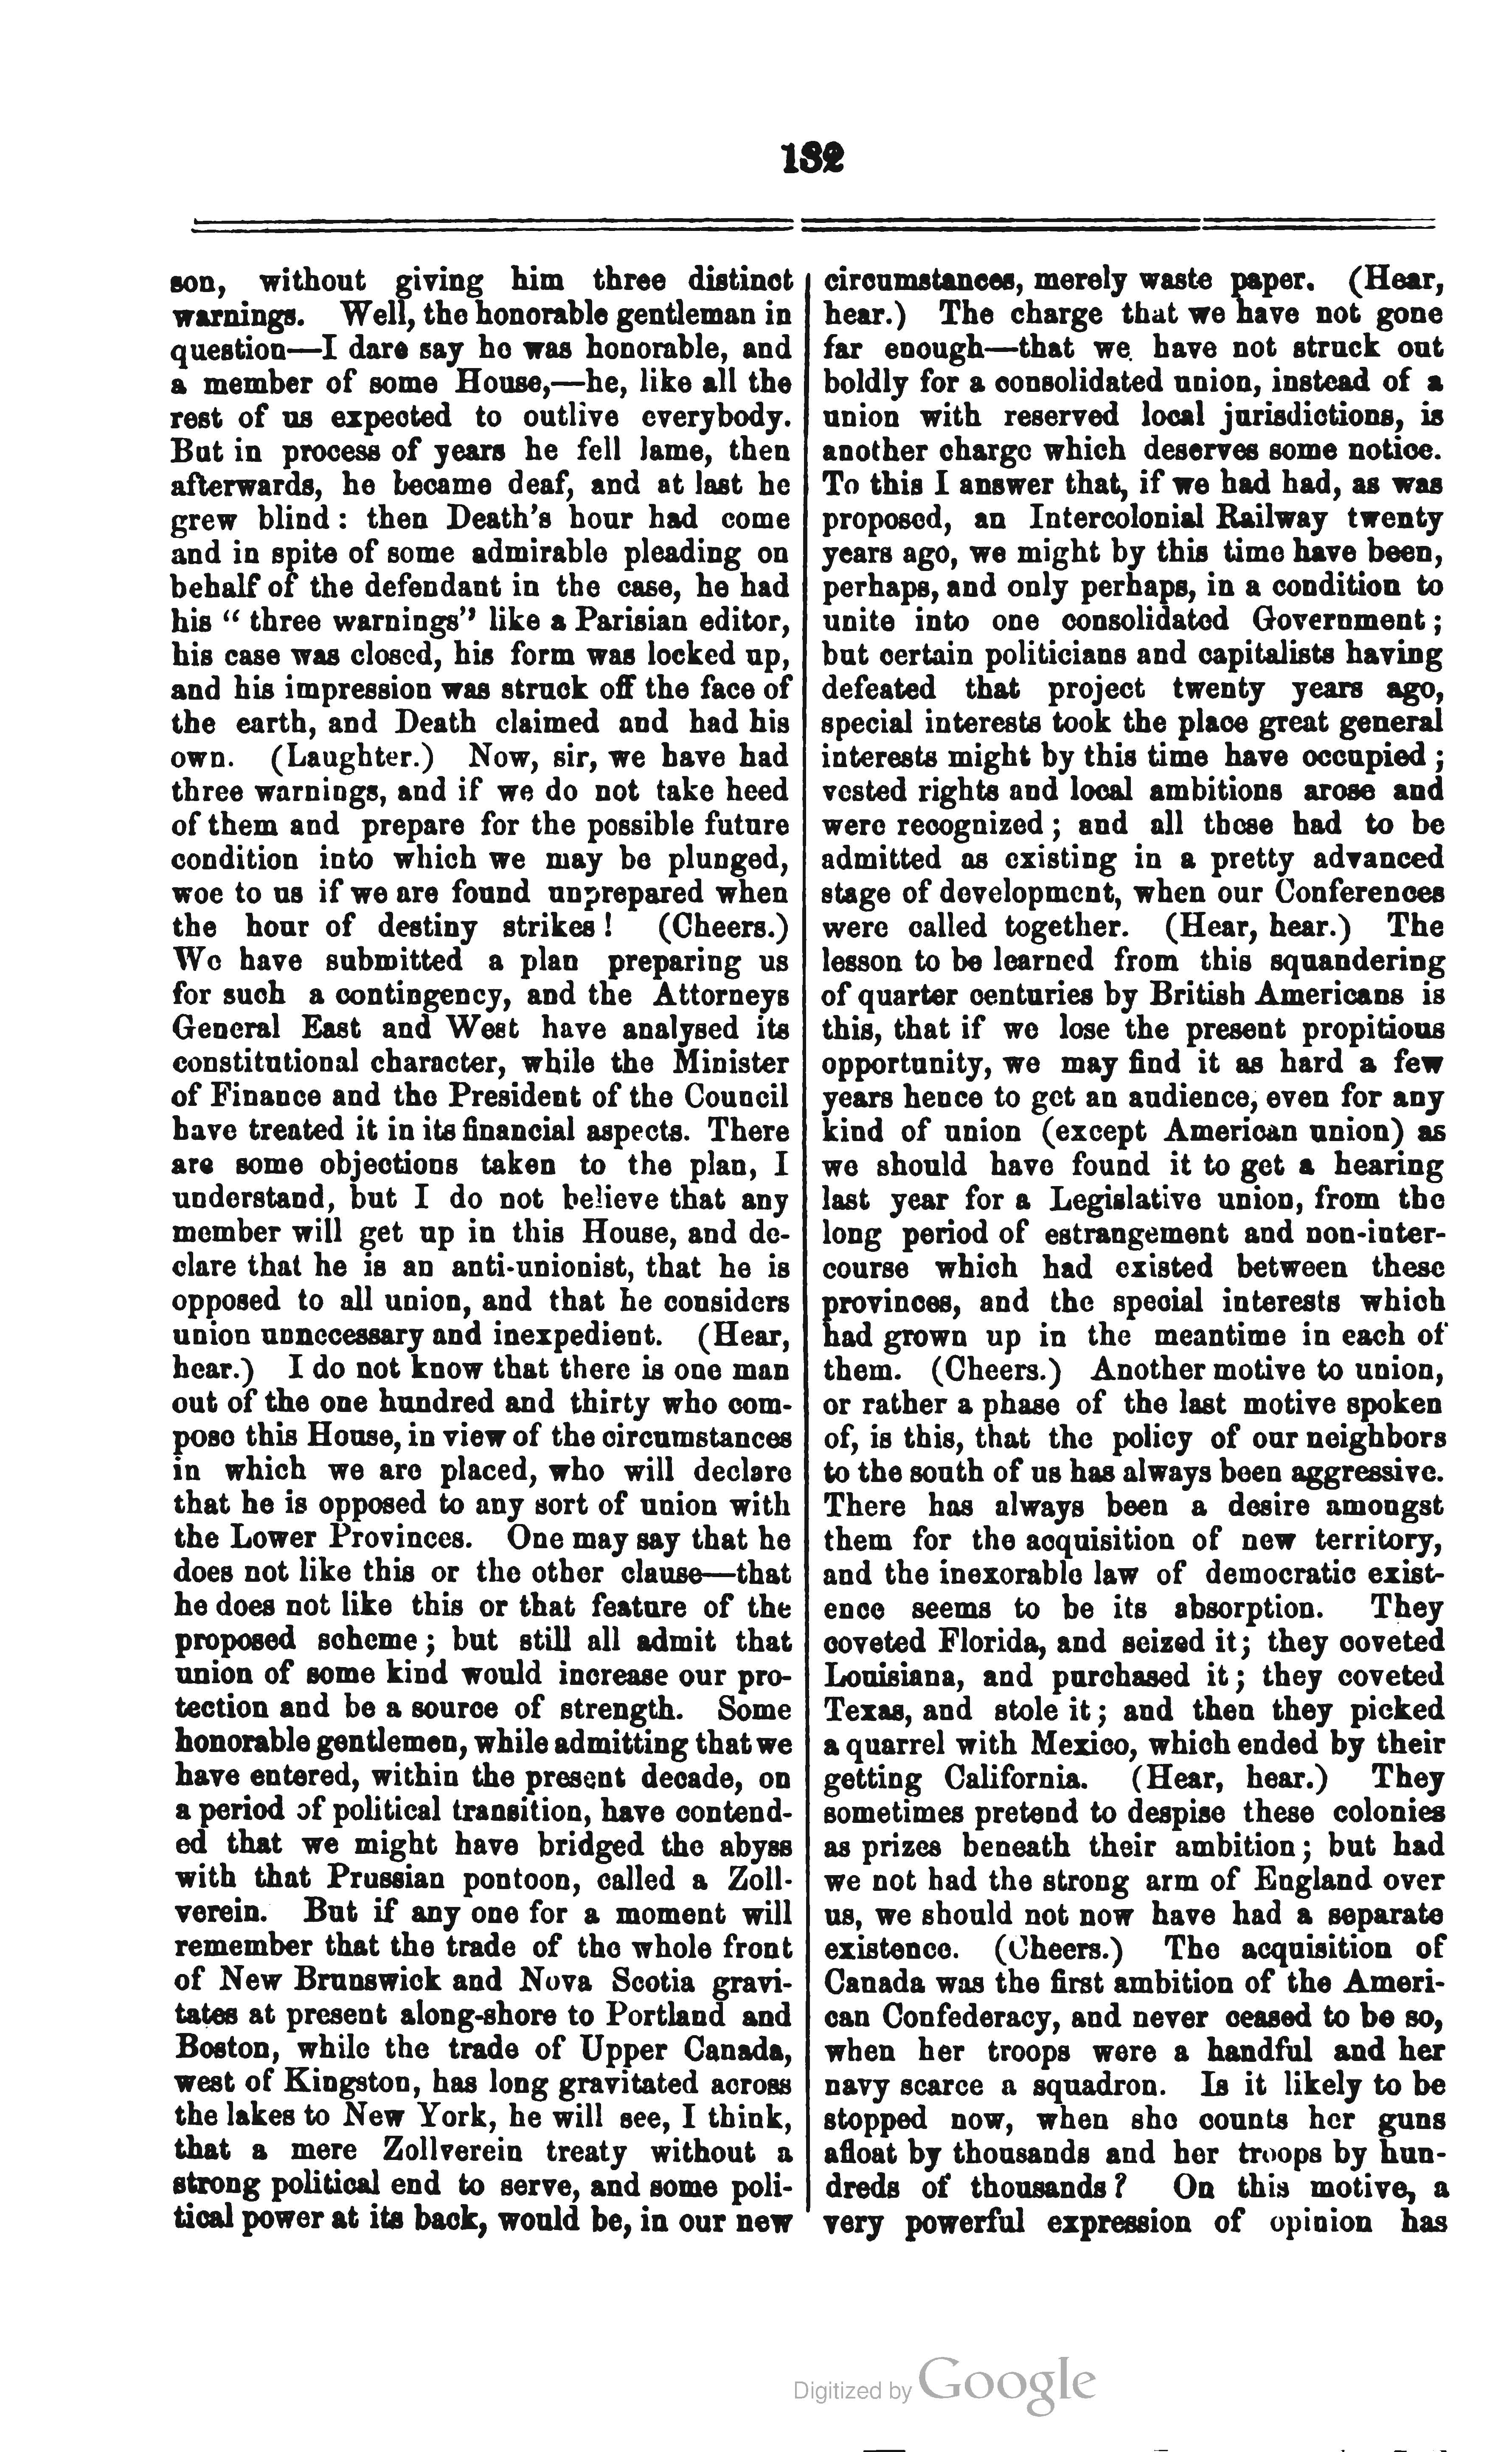 132
son, without giving him three distinct
warnings. Well, the honorable gentleman in
question—I dare say he was honorable, and
a member of some House,—he, like all the
rest of us expected to outlive everybody.
But in process of years he fell lame, then
afterwards, he became deaf, and at last he
grew blind: then Death's hour had come
and in spite of some admirable pleading on
behalf of the defendant in the case, he had
his "three warnings" like a Parisian editor,
his case was closed, his form was locked up,
and his impression was struck off the face of
the earth, and Death claimed and had his
own. (Laughter.) Now, sir, we have had
three warnings, and if we do not take heed
of them and prepare for the possible future
condition into which we may be plunged,
woe to us if we are found unprepared when
the hour of destiny strikes! (Cheers.)
We have submitted a plan preparing us
for such a contingency, and the Attorneys
General East and West have analysed its
constitutional character, while the Minister
of Finance and the President of the Council
have treated it in its financial aspects. There
are some objections taken to the plan, I
understand, but I do not believe that any
member will get up in this House, and de-
clare that he is an anti-unionist, that he is
opposed to all union, and that he considers
union unnecessary and inexpedient. (Hear,
hear.) I do not know that there is one man
out of the one hundred and thirty who com-
pose this House, in view of the circumstances
in which we are placed, who will declare
that he is opposed to any sort of union with
the Lower Provinces. One may say that he
does not like this or the other clause—that
he does not like this or that feature of the
proposed scheme; but still all admit that
union of some kind would increase our pro-
tection and be a source of strength. Some
honorable gentlemen, while admitting that we
have entered, within the present decade, on
a period of political transition, have contend-
ed that we might have bridged the abyss
with that Prussian pontoon, called a Zoll-
verein. But if any one for a moment will
remember that the trade of the whole front
of New Brunswick and Nova Scotia gravi-
tates at present along-shore to Portland and
Boston, while the trade of Upper Canada,
west of Kingston, has long gravitated across
the lakes to New York, he will see, I think,
that a mere Zollverein treaty without a
strong political end to serve, and some poli-
tical power at its back, would be, in our new
circumstances, merely waste paper. (Hear,
hear.) The charge that we have not gone
far enough—that we have not struck out
boldly for a consolidated union, instead of a
union with reserved local jurisdictions, is
another charge which deserves some notice.
To this I answer that, if we had had, as was
proposed, an Intercolonial Railway twenty
years ago, we might by this time have been,
perhaps, and only perhaps, in a condition to
unite into one consolidated Government;
but certain politicians and capitalists having
defeated that project twenty years ago,
special interests took the place great general
interests might by this time have occupied;
vested rights and local ambitions arose and
were recognized; and all these had to be
admitted as existing in a pretty advanced
stage of development, when our Conferences
were called together. (Hear, hear.) The
lesson to be learned from this squandering
of quarter centuries by British Americans is
this, that if we lose the present propitious
opportunity, we may find it as hard a few
years hence to get an audience, even for any
kind of union (except American union) as
we should have found it to get a hearing
last year for a Legislative union, from the
long period of estrangement and non-inter-
course which had existed between these
provinces, and the special interests which
had grown up in the meantime in each of
them. (Cheers.) Another motive to union,
or rather a phase of the last motive spoken
of, is this, that the policy of our neighbors
to the south of us has always been aggressive.
There has always been a desire amongst
them for the acquisition of new territory,
and the inexorable law of democratic exist-
ence seems to be its absorption. They
coveted Florida, and seized it; they coveted
Louisiana, and purchased it; they coveted
Texas, and stole it; and then they picked
a quarrel with Mexico, which ended by their
getting California. (Hear, hear.) They
sometimes pretend to despise these colonies
as prizes beneath their ambition; but had
we not had the strong arm of England over
us, we should not now have had a separate
existence. (Cheers.) The acquisition of
Canada was the first ambition of the Ameri-
can Confederacy, and never ceased to be so,
when her troops were a handful and her
navy scarce a squadron. Is it likely to be
stopped now, when she counts her guns
afloat by thousands and her troops by hun-
dreds of thousands? On this motive, a
very powerful expression of opinion has
Digitized by Google